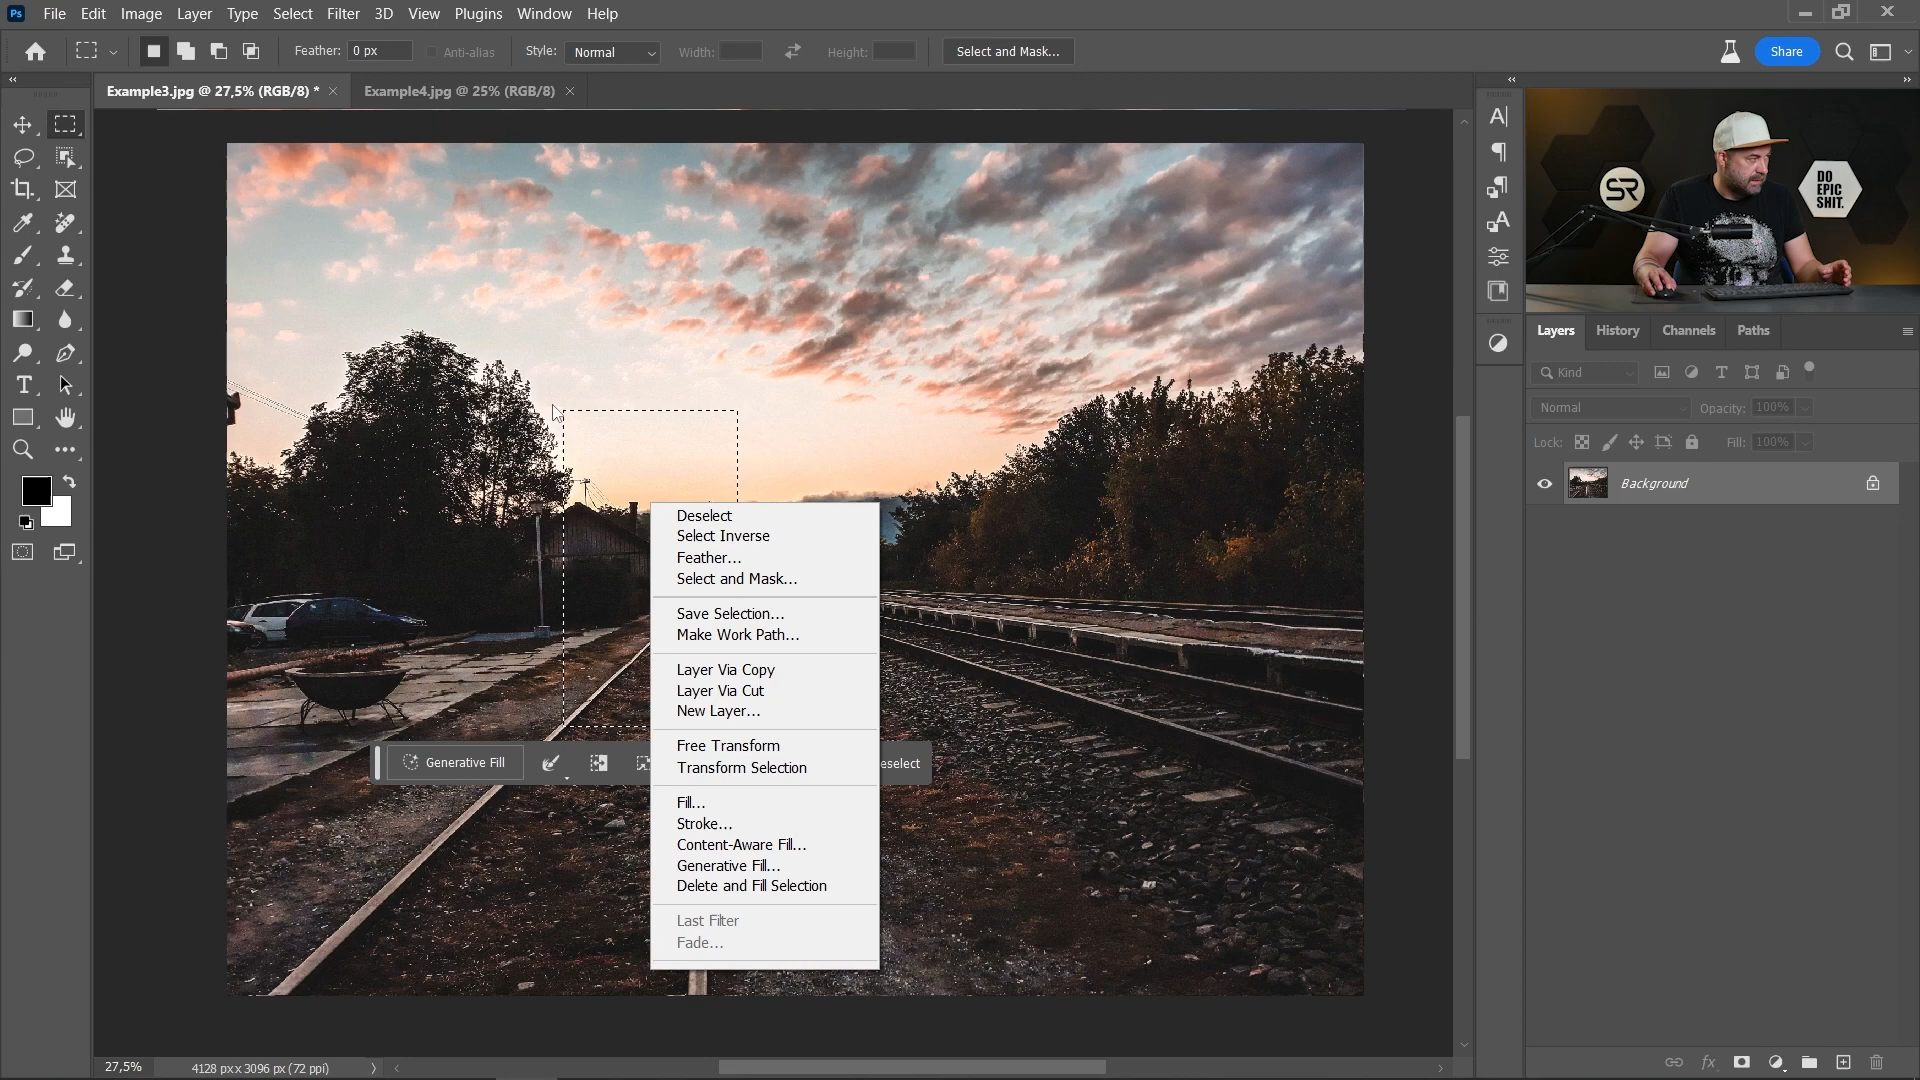 Ps File Edit Image Layer Type Select Filter 3D View Plugins Window Help
Feather: 0 px Anti-alias Style: Normal Width: Height: Select and Mask... Share
Example3.jpg @ 27,5% (RGB/8) * Example4.jpg @ 25% (RGB/8)
SR
DO
EPIC
SHIT.
Layers History Channels Paths
Kind
Normal Opacity: 100%
Lock: Fill: 100%
Background
Deselect
Select Inverse
Feather...
Select and Mask...
Save Selection...
Make Work Path...
Layer Via Copy
Layer Via Cut
New Layer...
Free Transform
Transform Selection
Generative Fill eselect
Fill...
Stroke...
Content-Aware Fill...
Generative Fill...
Delete and Fill Selection
Last Filter
Fade...
27,5% 4128 px x 3096 px (72 ppi)